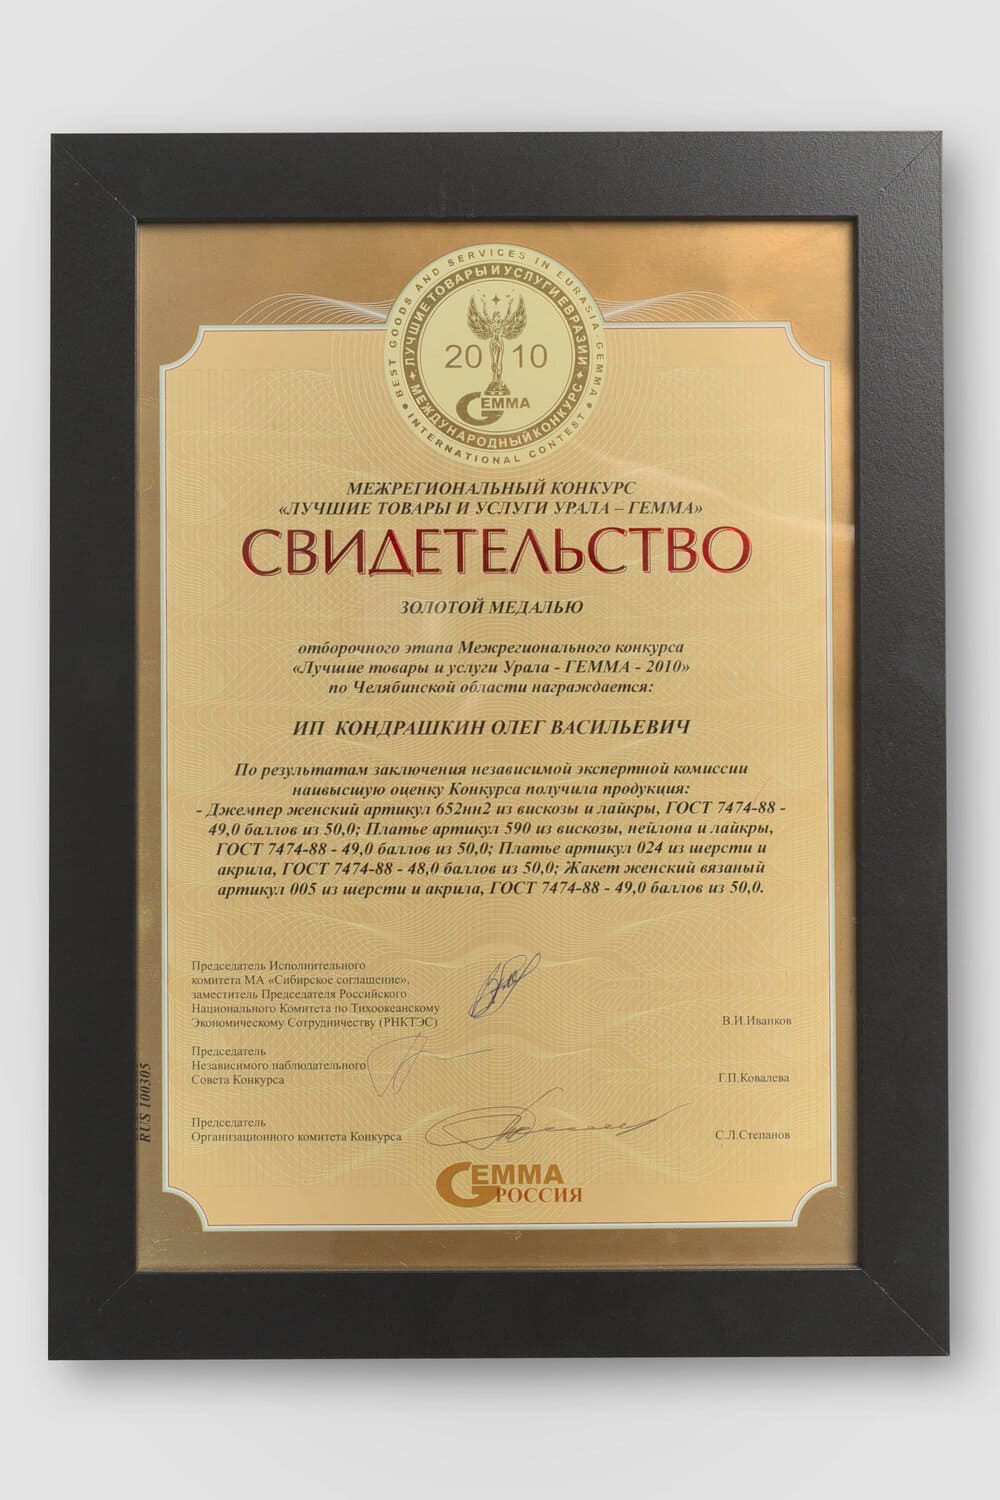 BEST GOODS AND SERVICES IN EURASIA - GEMMA
• INTERNATIONAL CONTEST •
ЛУЧШИЕ ТОВАРЫ И УСЛУГИ ЕВРАЗИИ
МЕЖДУНАРОДНЫЙ КОНКУРС
20 10
GEMMA
МЕЖРЕГИОНАЛЬНЫЙ КОНКУРС
«ЛУЧШИЕ ТОВАРЫ И УСЛУГИ УРАЛА – ГЕММА»
СВИДЕТЕЛЬСТВО
ЗОЛОТОЙ МЕДАЛЬЮ
отборочного этапа Межрегионального конкурса
«Лучшие товары и услуги Урала - ГЕММА - 2010»
по Челябинской области награждается:
ИП КОНДРАШКИН ОЛЕГ ВАСИЛЬЕВИЧ
По результатам заключения независимой экспертной комиссии
наивысшую оценку Конкурса получила продукция:
- Джемпер женский артикул 652нн2 из вискозы и лайкры, ГОСТ 7474-88 -
49,0 баллов из 50,0; Платье артикул 590 из вискозы, нейлона и лайкры,
ГОСТ 7474-88 - 49,0 баллов из 50,0; Платье артикул 024 из шерсти и
акрила, ГОСТ 7474-88 - 48,0 баллов из 50,0; Жакет женский вязаный
артикул 005 из шерсти и акрила, ГОСТ 7474-88 - 49,0 баллов из 50,0.
Председатель Исполнительного
комитета МА «Сибирское соглашение»,
заместитель Председателя Российского
Национального Комитета по Тихоокеанскому
Экономическому Сотрудничеству (РНКТЭС) В.И.Иванков
Председатель
Независимого наблюдательного
Совета Конкурса Г.П.Ковалева
Председатель
Организационного комитета Конкурса С.Л.Степанов
RUS 100305
GEMMA
РОССИЯ